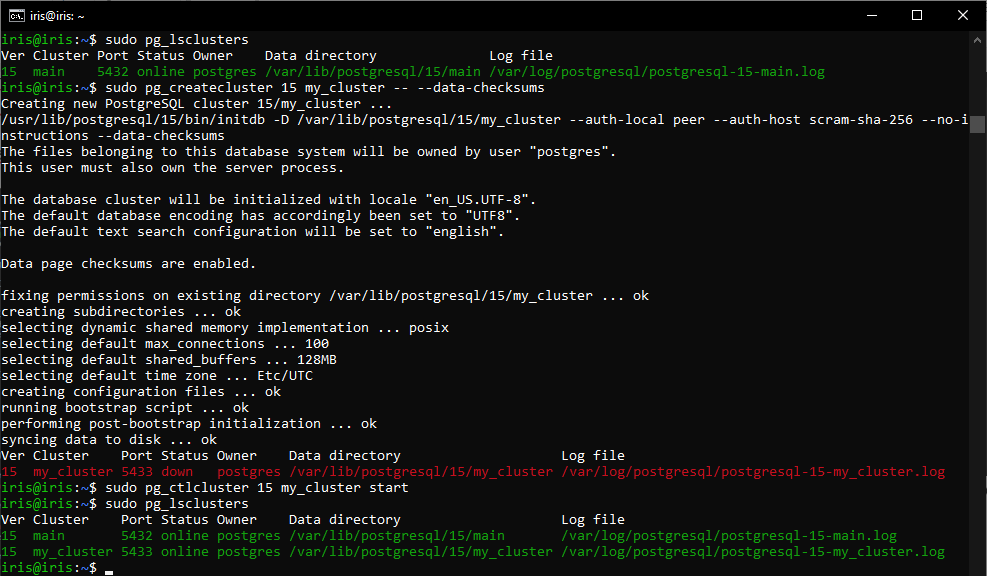 iris@iris: ~
iris@iris:~$ sudo pg_lsclusters
Ver Cluster Port Status Owner    Data directory              Log file
15  main    5432 online postgres /var/lib/postgresql/15/main /var/log/postgresql/postgresql-15-main.log
iris@iris:~$ sudo pg_createcluster 15 my_cluster -- --data-checksums
Creating new PostgreSQL cluster 15/my_cluster ...
/usr/lib/postgresql/15/bin/initdb -D /var/lib/postgresql/15/my_cluster --auth-local peer --auth-host scram-sha-256 --no-i
nstructions --data-checksums
The files belonging to this database system will be owned by user "postgres".
This user must also own the server process.

The database cluster will be initialized with locale "en_US.UTF-8".
The default database encoding has accordingly been set to "UTF8".
The default text search configuration will be set to "english".

Data page checksums are enabled.

fixing permissions on existing directory /var/lib/postgresql/15/my_cluster ... ok
creating subdirectories ... ok
selecting dynamic shared memory implementation ... posix
selecting default max_connections ... 100
selecting default shared_buffers ... 128MB
selecting default time zone ... Etc/UTC
creating configuration files ... ok
running bootstrap script ... ok
performing post-bootstrap initialization ... ok
syncing data to disk ... ok
Ver Cluster    Port Status Owner    Data directory                    Log file
15  my_cluster 5433 down   postgres /var/lib/postgresql/15/my_cluster /var/log/postgresql/postgresql-15-my_cluster.log
iris@iris:~$ sudo pg_ctlcluster 15 my_cluster start
iris@iris:~$ sudo pg_lsclusters
Ver Cluster    Port Status Owner    Data directory                    Log file
15  main       5432 online postgres /var/lib/postgresql/15/main       /var/log/postgresql/postgresql-15-main.log
15  my_cluster 5433 online postgres /var/lib/postgresql/15/my_cluster /var/log/postgresql/postgresql-15-my_cluster.log
iris@iris:~$